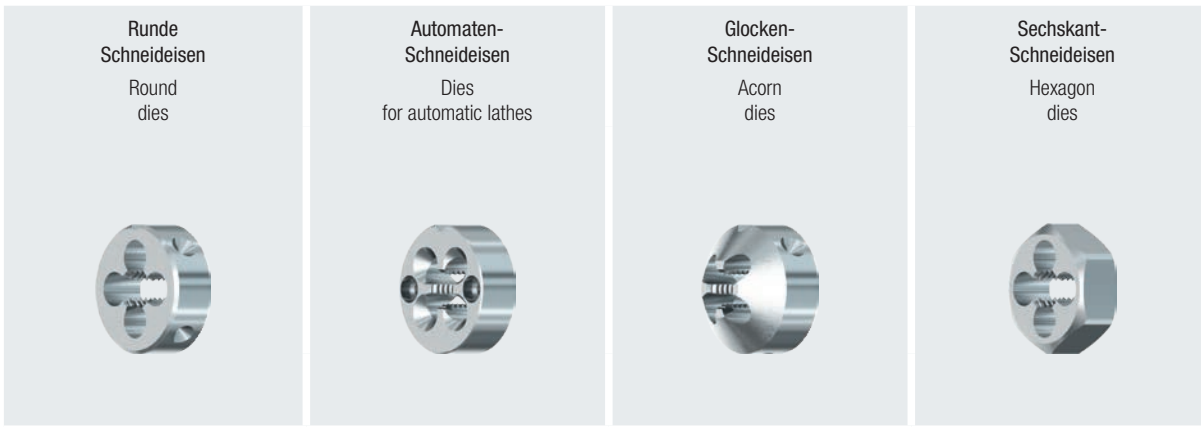 Runde
Schneideisen
Round
dies
Automaten-
Schneideisen
Dies
for automatic lathes
Glocken-
Schneideisen
Acorn
dies
Sechskant-
Schneideisen
Hexagon
dies